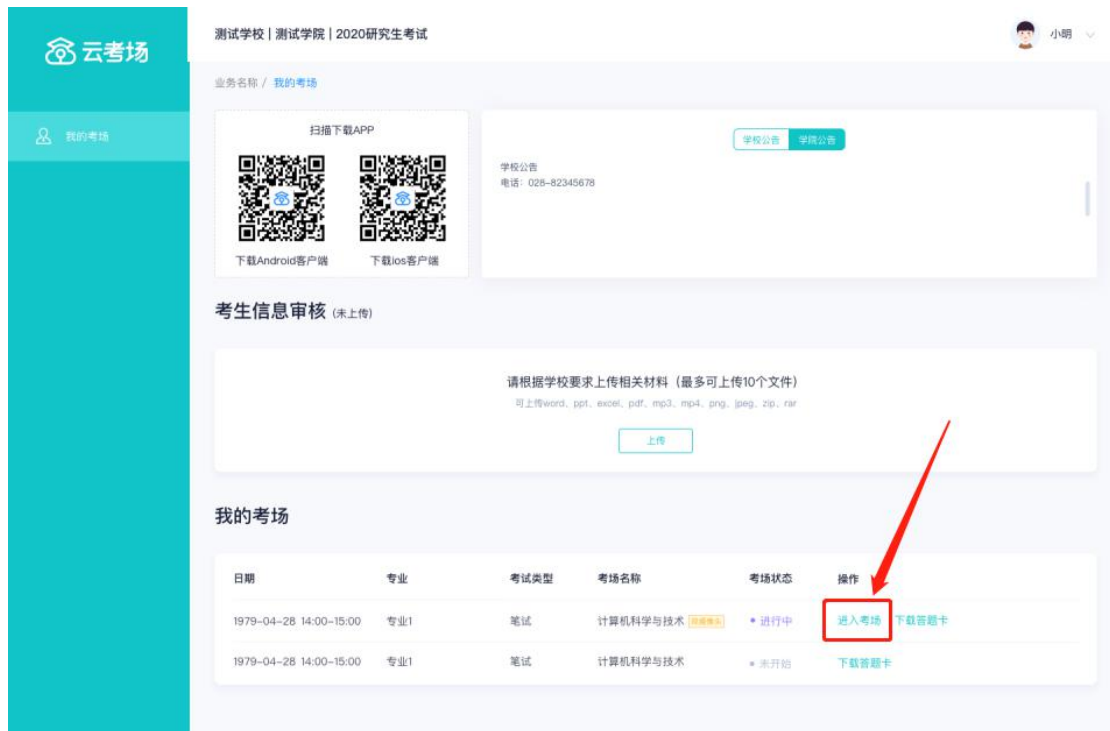 云考场
测试学校 | 测试学院 | 2020研究生考试
小明
业务名称 / 我的考场
我的考场
扫描下载APP
下载Android客户端
下载Ios客户端
学校公告 学院公告
学校公告
电话：028-82345678
考生信息审核 (未上传)
请根据学校要求上传相关材料（最多可上传10个文件）
可上传word、ppt、excel、pdf、mp3、mp4、png、jpeg、zip、rar
上传
我的考场
日期 专业 考试类型 考场名称 考场状态 操作
1979-04-28 14:00-15:00 专业1 笔试 计算机科学与技术 进行中 进入考场 下载答题卡
1979-04-28 14:00-15:00 专业1 笔试 计算机科学与技术 未开始 下载答题卡